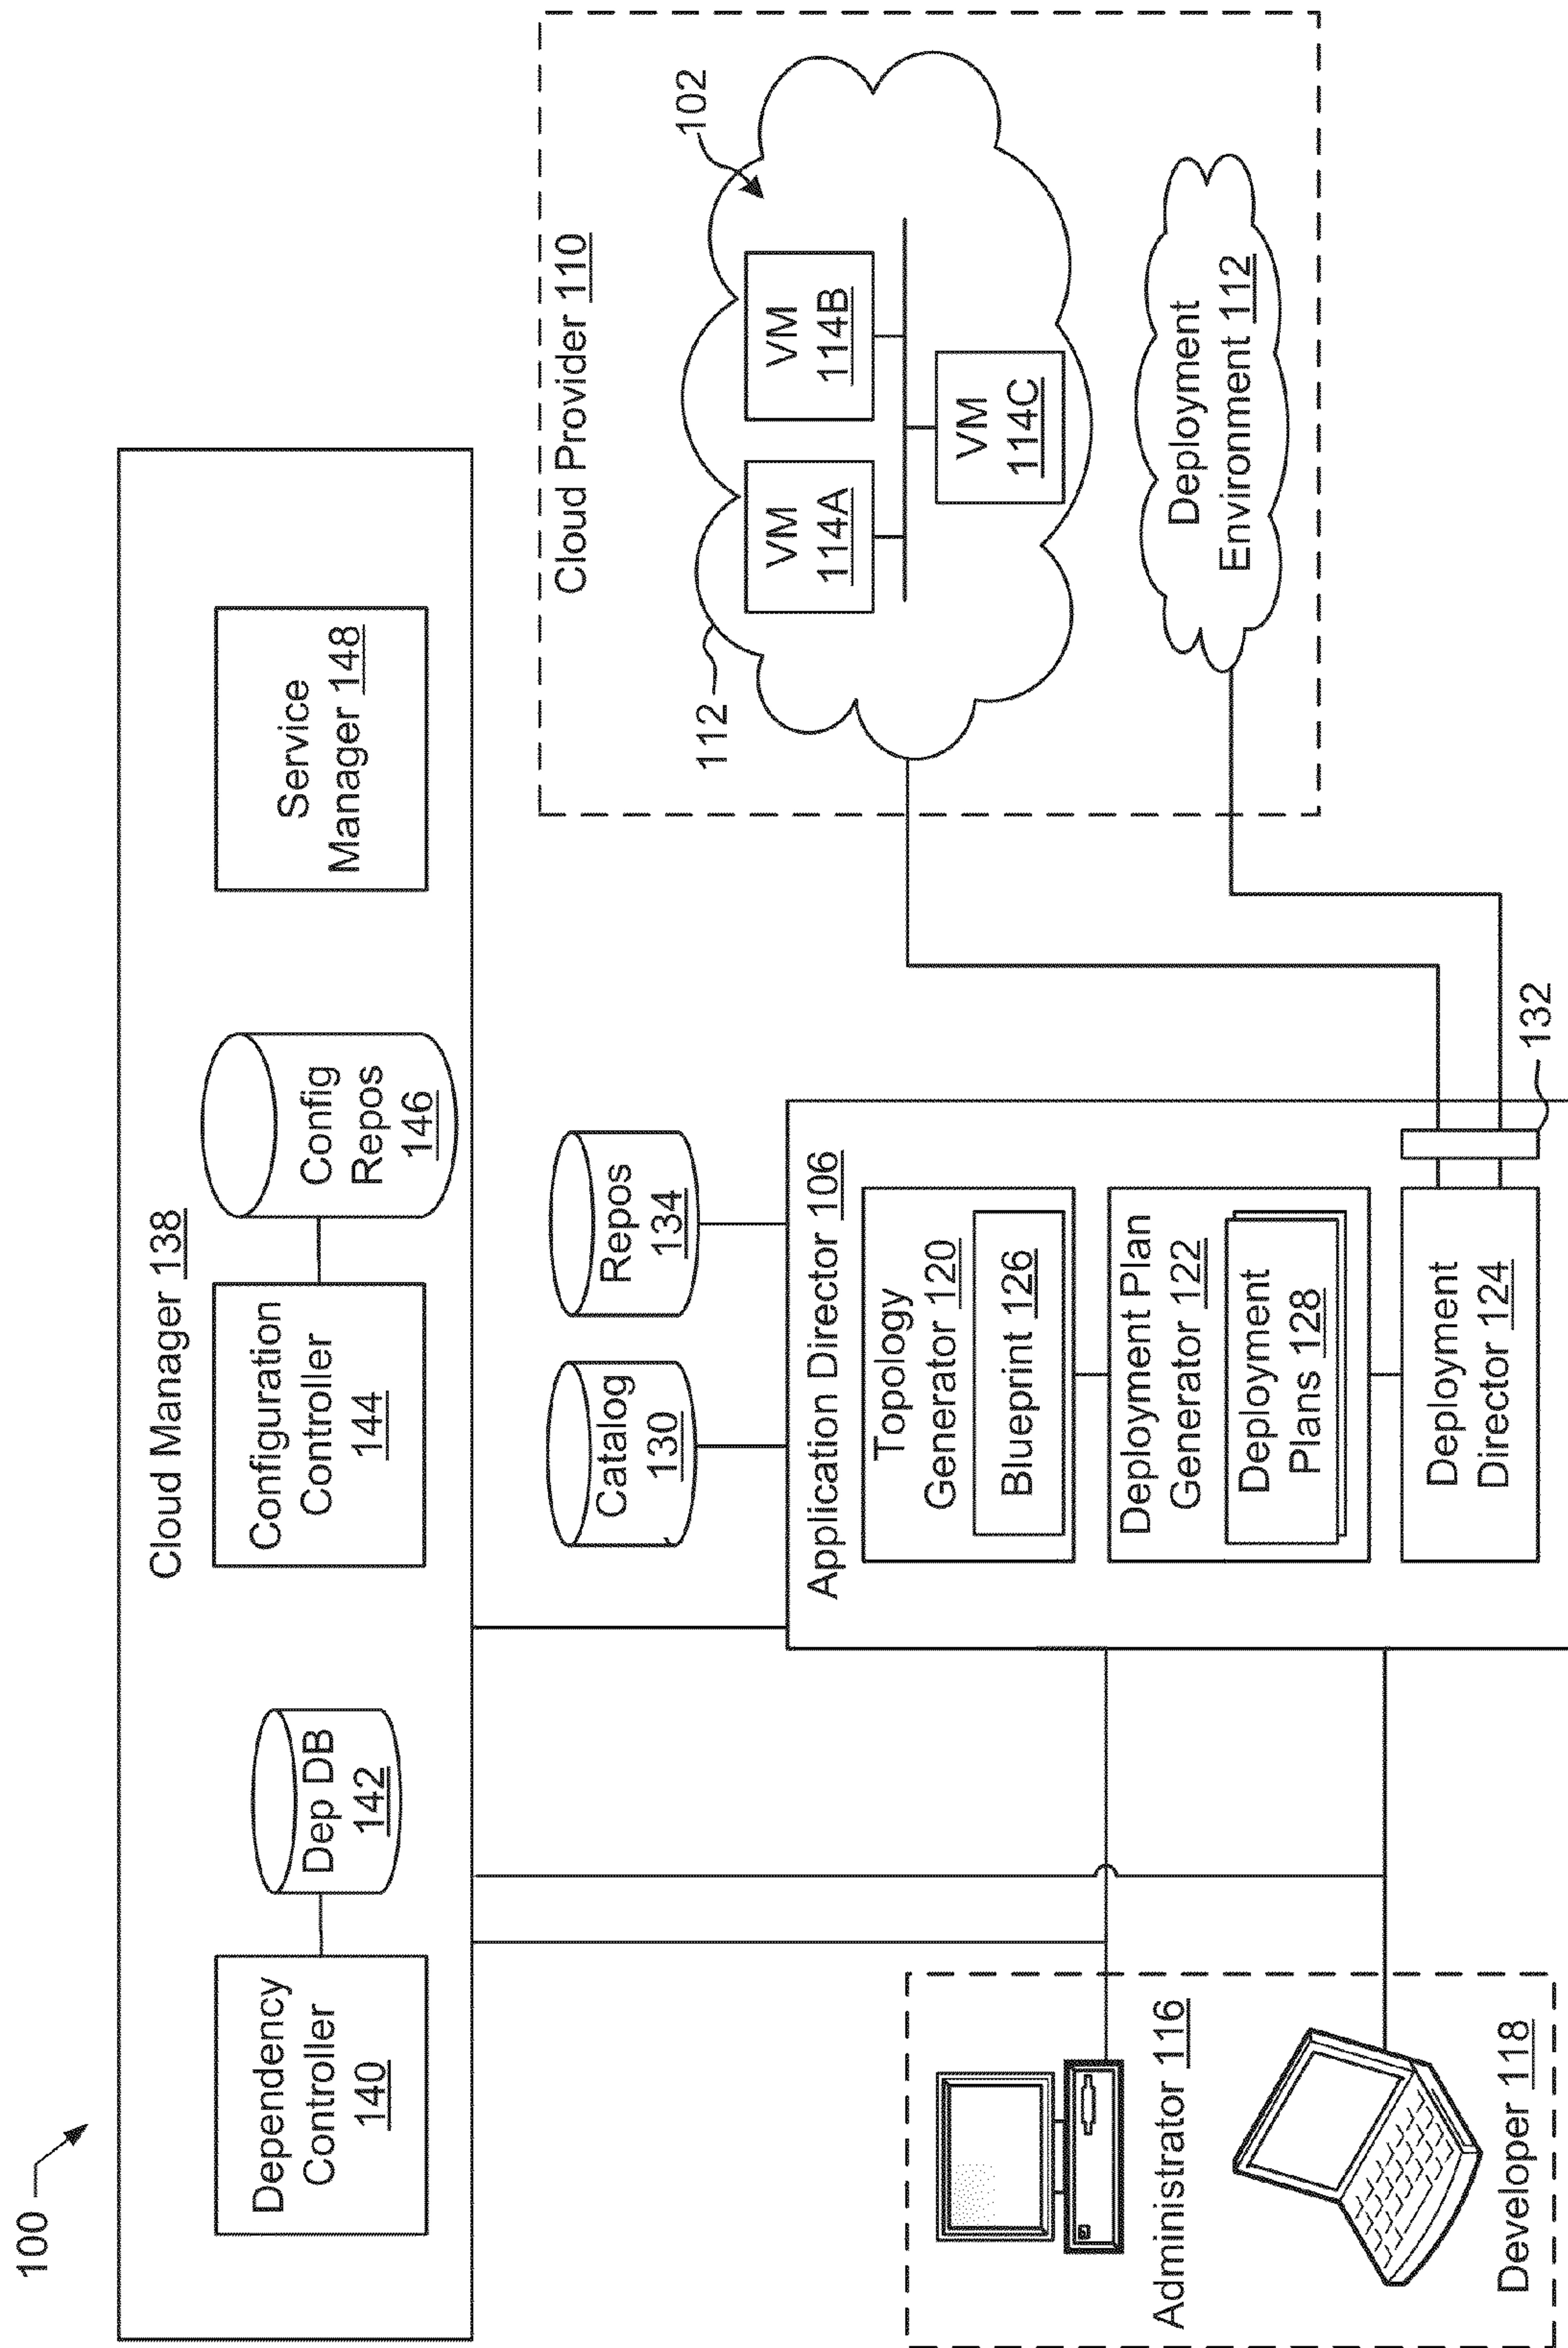 100
Cloud Manager 138
Dependency
Controller
140
Dep DB
142
Configuration
Controller
144
Config
Repos
146
Service
Manager 148
Catalog
130
Repos
134
Application Director 106
Topology
Generator 120
Blueprint 126
Deployment Plan
Generator 122
Deployment
Plans 128
Deployment
Director 124
132
Administrator 116
Developer 118
Cloud Provider 110
112
102
VM
114A
VM
114B
VM
114C
Deployment
Environment 112